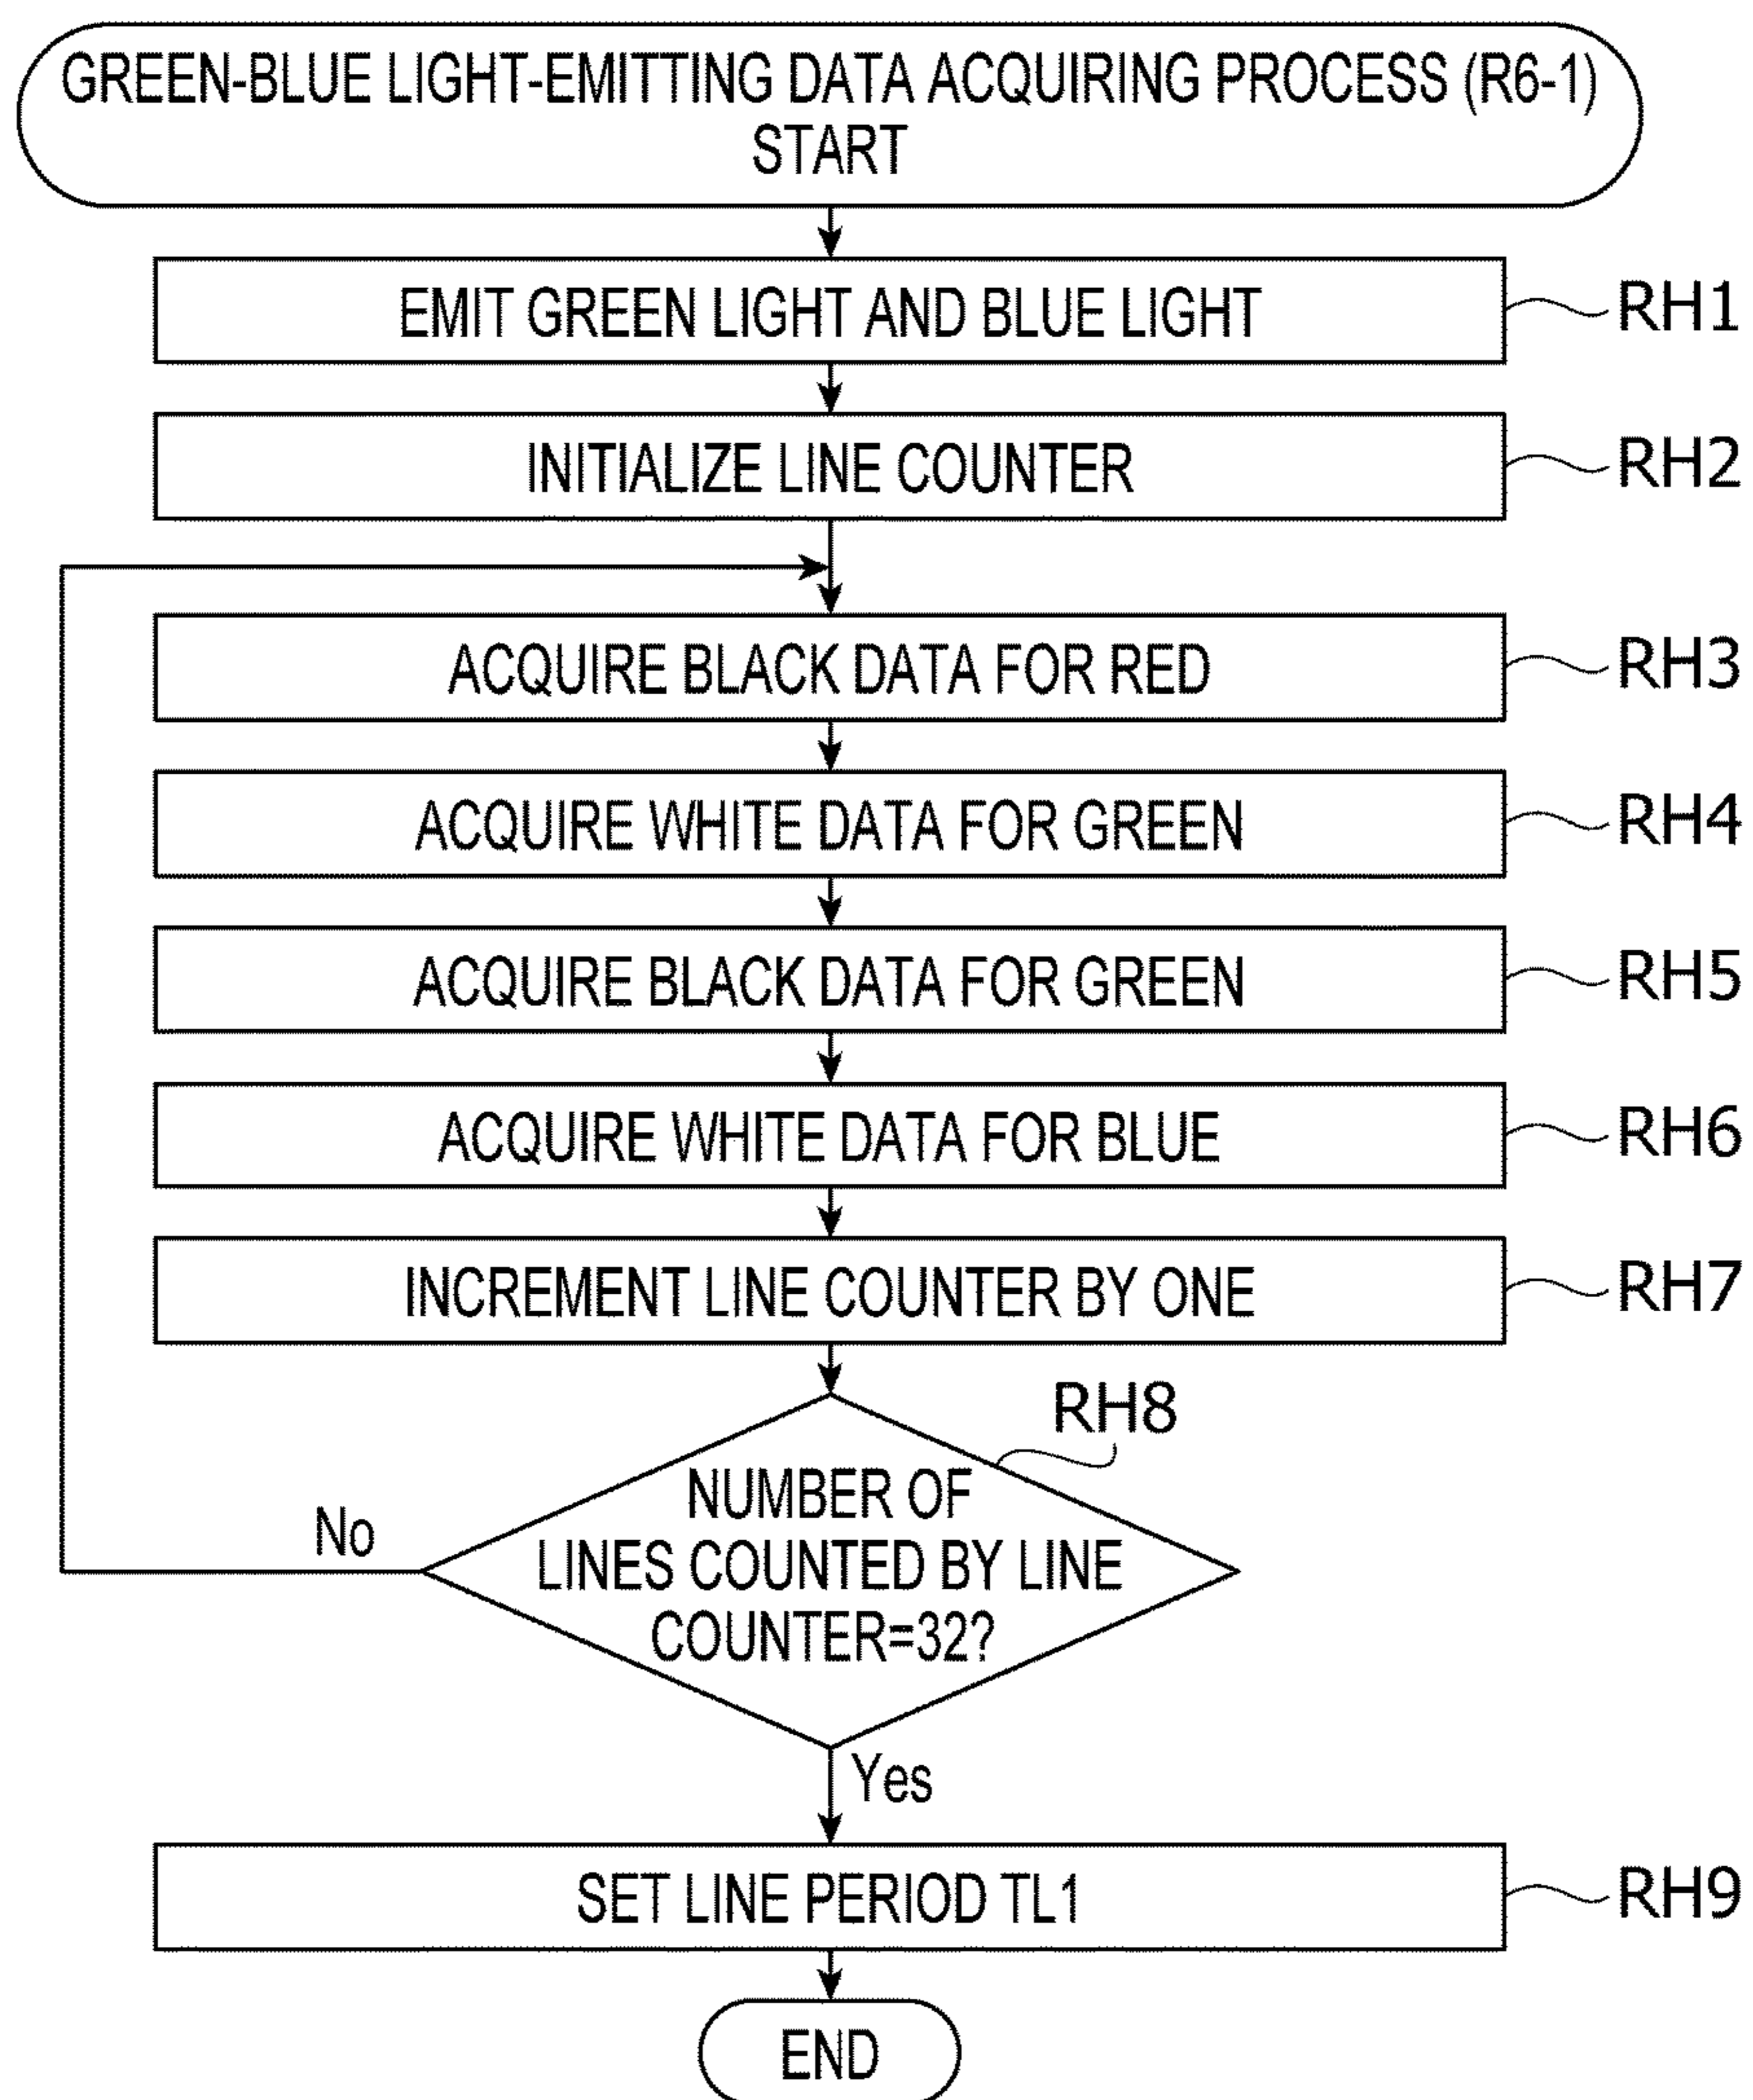 GREEN-BLUE LIGHT-EMITTING DATA ACQUIRING PROCESS (R6-1)
START
EMIT GREEN LIGHT AND BLUE LIGHT
RH1
INITIALIZE LINE COUNTER
RH2
ACQUIRE BLACK DATA FOR RED
RH3
ACQUIRE WHITE DATA FOR GREEN
RH4
ACQUIRE BLACK DATA FOR GREEN
RH5
ACQUIRE WHITE DATA FOR BLUE
RH6
INCREMENT LINE COUNTER BY ONE
RH7
RH8
NUMBER OF
LINES COUNTED BY LINE
COUNTER=32?
No
Yes
SET LINE PERIOD TL1
RH9
END